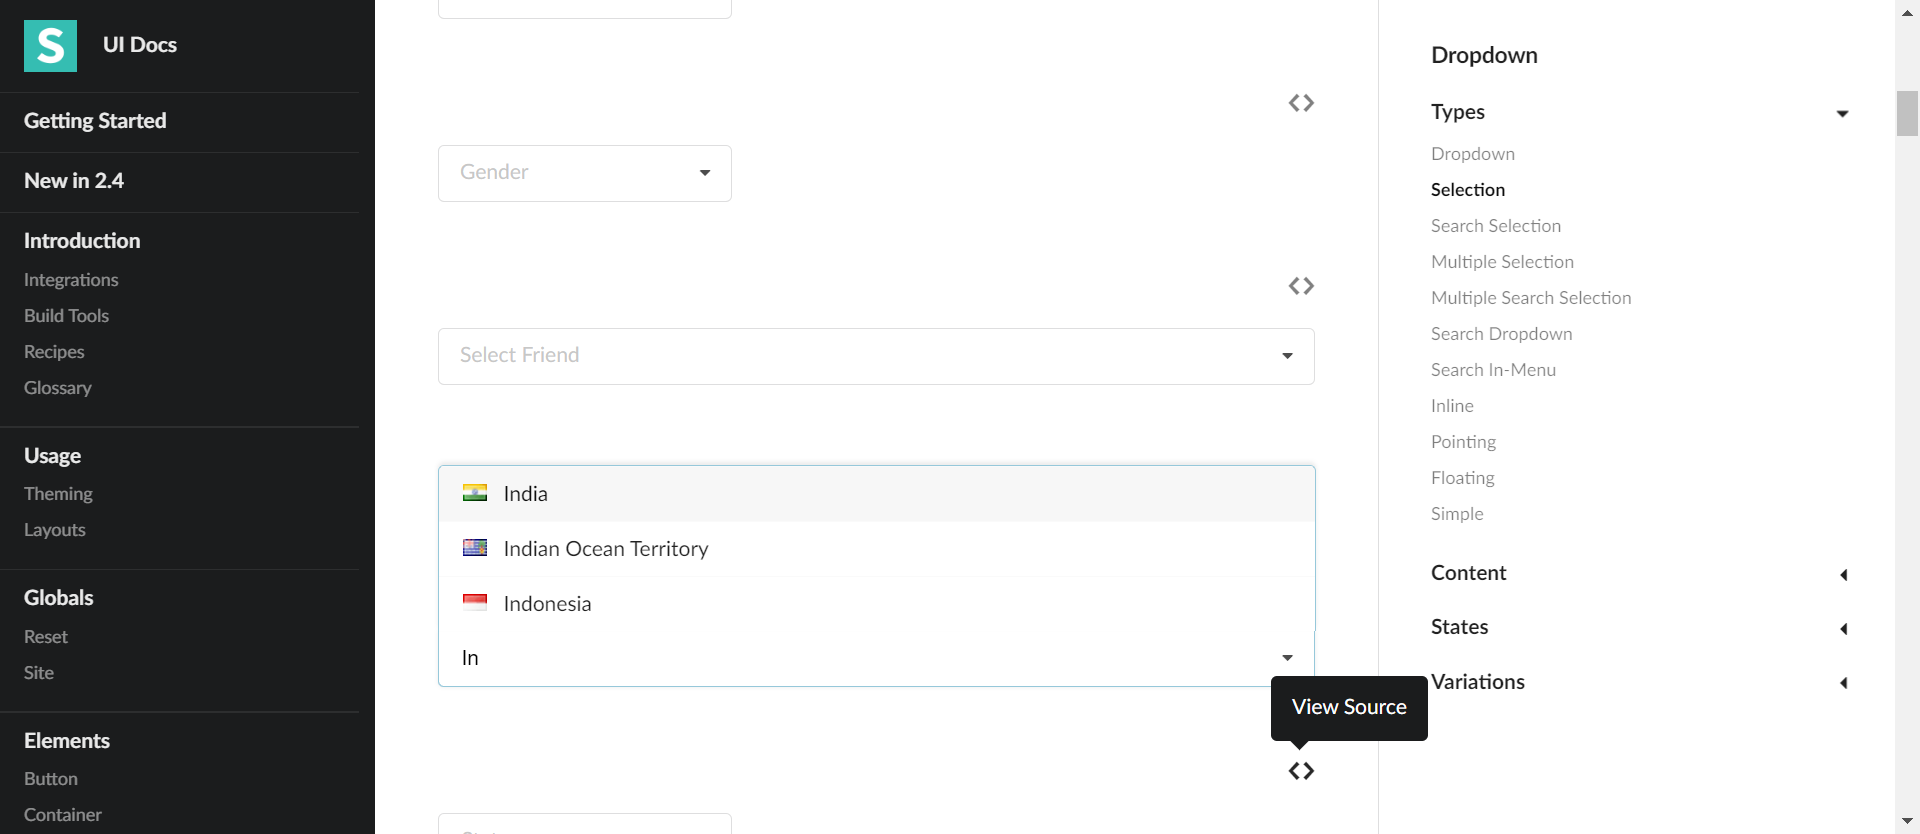 S
UI Docs
Getting Started
New in 2.4
Introduction
Integrations
Build Tools
Recipes
Glossary
Usage
Theming
Layouts
Globals
Reset
Site
Elements
Button
Container
Gender
Select Friend
India
Indian Ocean Territory
Indonesia
In
View Source
Dropdown
Types
Dropdown
Selection
Search Selection
Multiple Selection
Multiple Search Selection
Search Dropdown
Search In-Menu
Inline
Pointing
Floating
Simple
Content
States
Variations